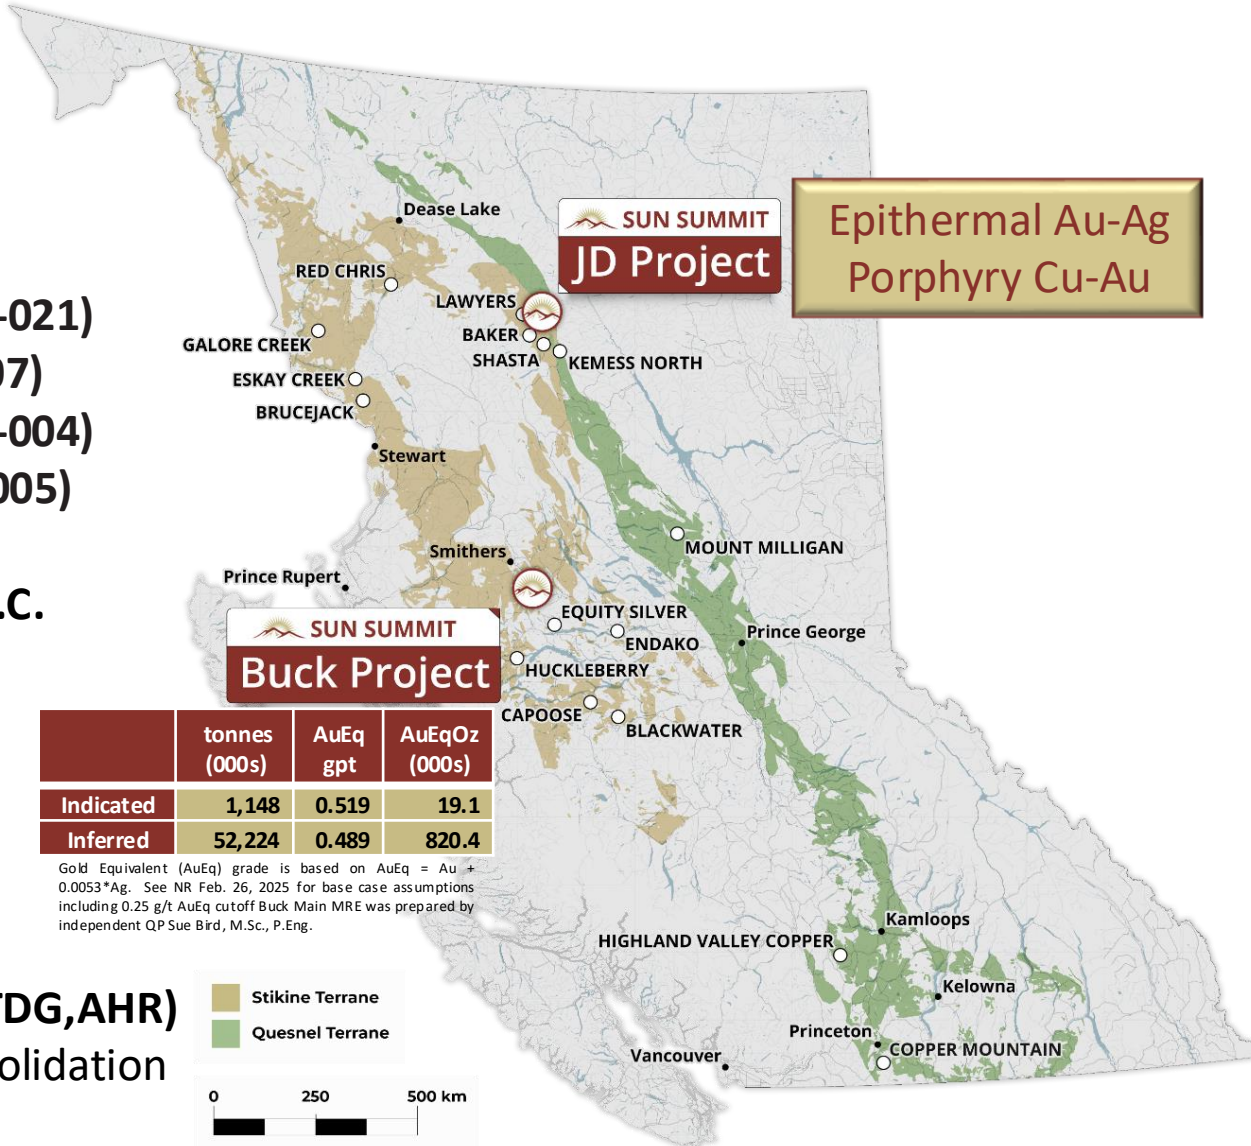 Dease Lake
SUN SUMMIT
JD Project
Epithermal Au-Ag
Porphyry Cu-Au
RED CHRIS
LAWYERS
-021)
BAKER
GALORE CREEK
SHASTA
KEMESS NORTH
97)
ESKAY CREEK
BRUCEJACK
-004)
Stewart
005)
MOUNT MILLIGAN
Smithers
Prince Rupert
.C.
EQUITY SILVER
SUN SUMMIT
Buck Project
ENDAKO
Prince George
HUCKLEBERRY
CAPOOSE
BLACKWATER
tonnes (000s) AuEq gpt AuEqOz (000s)
Indicated 1,148 0.519 19.1
Inferred 52,224 0.489 820.4
Gold Equivalent (AuEq) grade is based on AuEq = Au +
0.0053*Ag. See NR Feb. 26, 2025 for base case assumptions
including 0.25 g/t AuEq cutoff Buck Main MRE was prepared by
independent QP Sue Bird, M.Sc., P.Eng.
Kamloops
HIGHLAND VALLEY COPPER
Kelowna
TDG,AHR)
olidation
Stikine Terrane
Quesnel Terrane
Princeton
COPPER MOUNTAIN
Vancouver
0 250 500 km